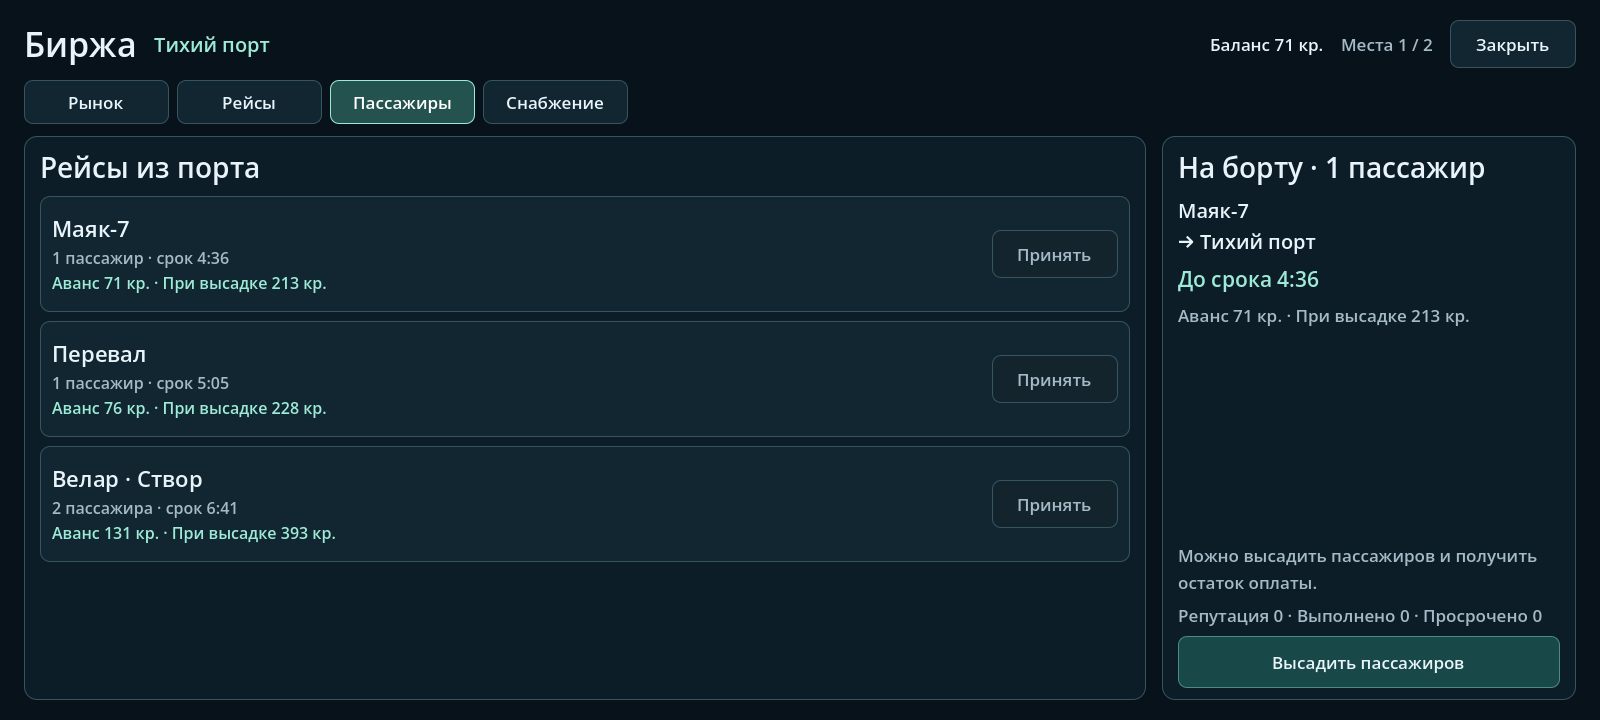 Биржа Тихий порт
Баланс 71 кр. Места 1 / 2 Закрыть
Рынок Рейсы Пассажиры Снабжение
Рейсы из порта
Маяк-7
1 пассажир · срок 4:36
Аванс 71 кр. · При высадке 213 кр.
Принять
Перевал
1 пассажир · срок 5:05
Аванс 76 кр. · При высадке 228 кр.
Принять
Велар · Створ
2 пассажира · срок 6:41
Аванс 131 кр. · При высадке 393 кр.
Принять
На борту · 1 пассажир
Маяк-7
→ Тихий порт
До срока 4:36
Аванс 71 кр. · При высадке 213 кр.
Можно высадить пассажиров и получить
остаток оплаты.
Репутация 0 · Выполнено 0 · Просрочено 0
Высадить пассажиров